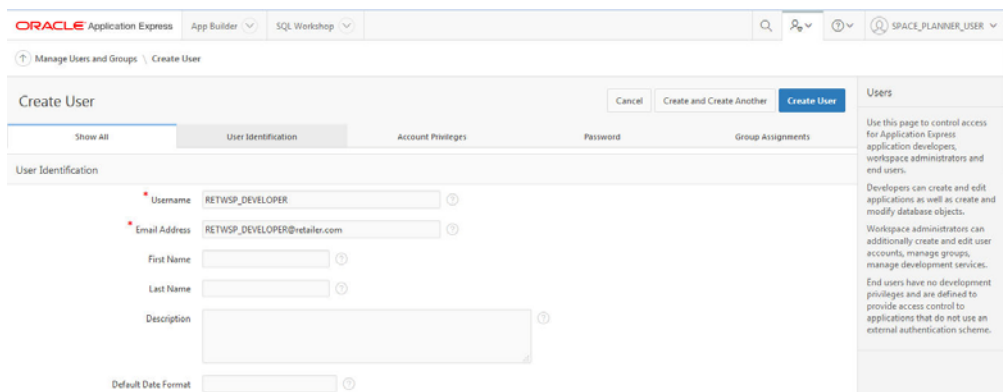 ORACLE Application Express App Builder SQL Workshop SPACE_PLANNER_USER
Manage Users and Groups \ Create User
Create User
Cancel Create and Create Another Create User
Show All User Identification Account Privileges Password Group Assignments
User Identification
* Username RETWSP_DEVELOPER
* Email Address RETWSP_DEVELOPER@retailer.com
First Name
Last Name
Description
Default Date Format
Users
Use this page to control access
for Application Express
application developers,
workspace administrators and
end users.
Developers can create and edit
applications as well as create and
modify database objects.
Workspace administrators can
additionally create and edit user
accounts, manage groups,
manage development services.
End users have no development
privileges and are defined to
provide access control to
applications that do not use an
external authentication scheme.